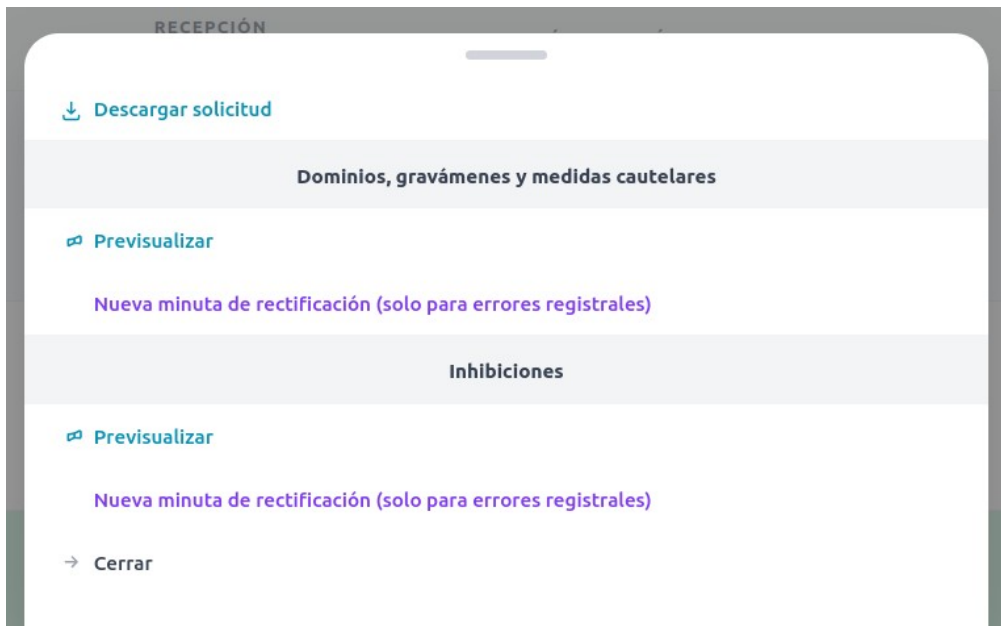 RECEPCIÓN
Descargar solicitud
Dominios, gravámenes y medidas cautelares
Previsualizar
Nueva minuta de rectificación (solo para errores registrales)
Inhibiciones
Previsualizar
Nueva minuta de rectificación (solo para errores registrales)
Cerrar